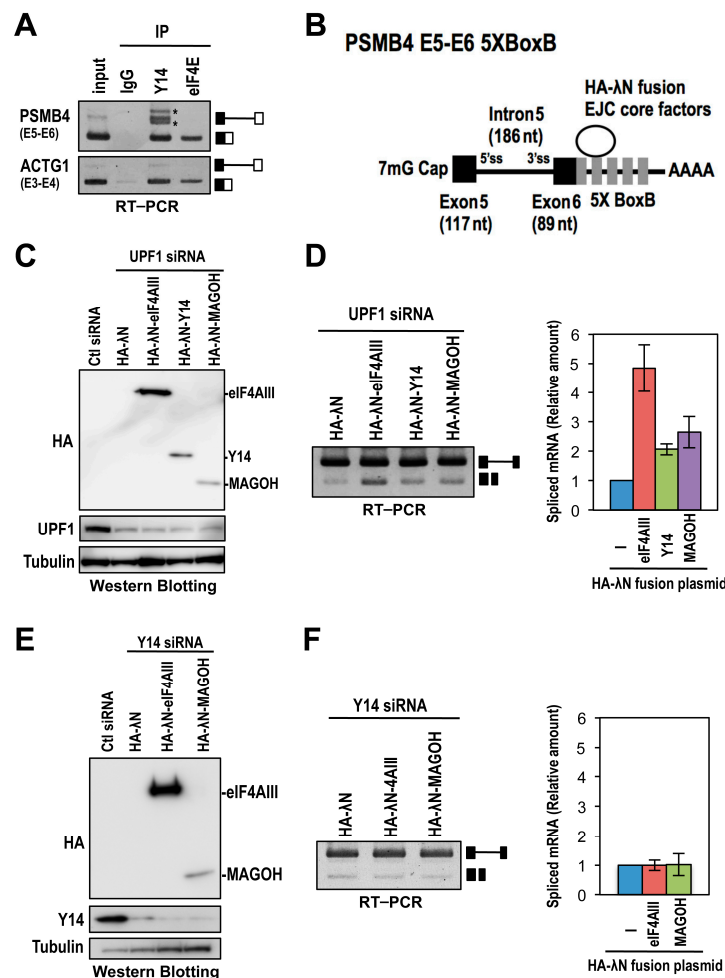 A
IP
input
IgG
Y14
eIF4E
PSMB4
(E5-E6)
*
*
ACTG1
(E3-E4)
RT–PCR
B
PSMB4 E5-E6 5XBoxB
HA-λN fusion
EJC core factors
Intron5
(186 nt)
5'ss
3'ss
7mG Cap
AAAA
Exon5
(117 nt)
Exon6
(89 nt)
5X BoxB
C
UPF1 siRNA
Ctl siRNA
HA-λN
HA-λN-eIF4AIII
HA-λN-Y14
HA-λN-MAGOH
HA
-eIF4AIII
-Y14
-MAGOH
UPF1
Tubulin
Western Blotting
D
UPF1 siRNA
HA-λN
HA-λN-eIF4AIII
HA-λN-Y14
HA-λN-MAGOH
RT–PCR
Spliced mRNA (Relative amount)
6
5
4
3
2
1
0
–
eIF4AIII
Y14
MAGOH
HA-λN fusion plasmid
E
Y14 siRNA
Ctl siRNA
HA-λN
HA-λN-eIF4AIII
HA-λN-MAGOH
HA
-eIF4AIII
-MAGOH
Y14
Tubulin
Western Blotting
F
Y14 siRNA
HA-λN
HA-λN-4AIII
HA-λN-MAGOH
RT–PCR
Spliced mRNA (Relative amount)
6
5
4
3
2
1
0
–
eIF4AIII
MAGOH
HA-λN fusion plasmid